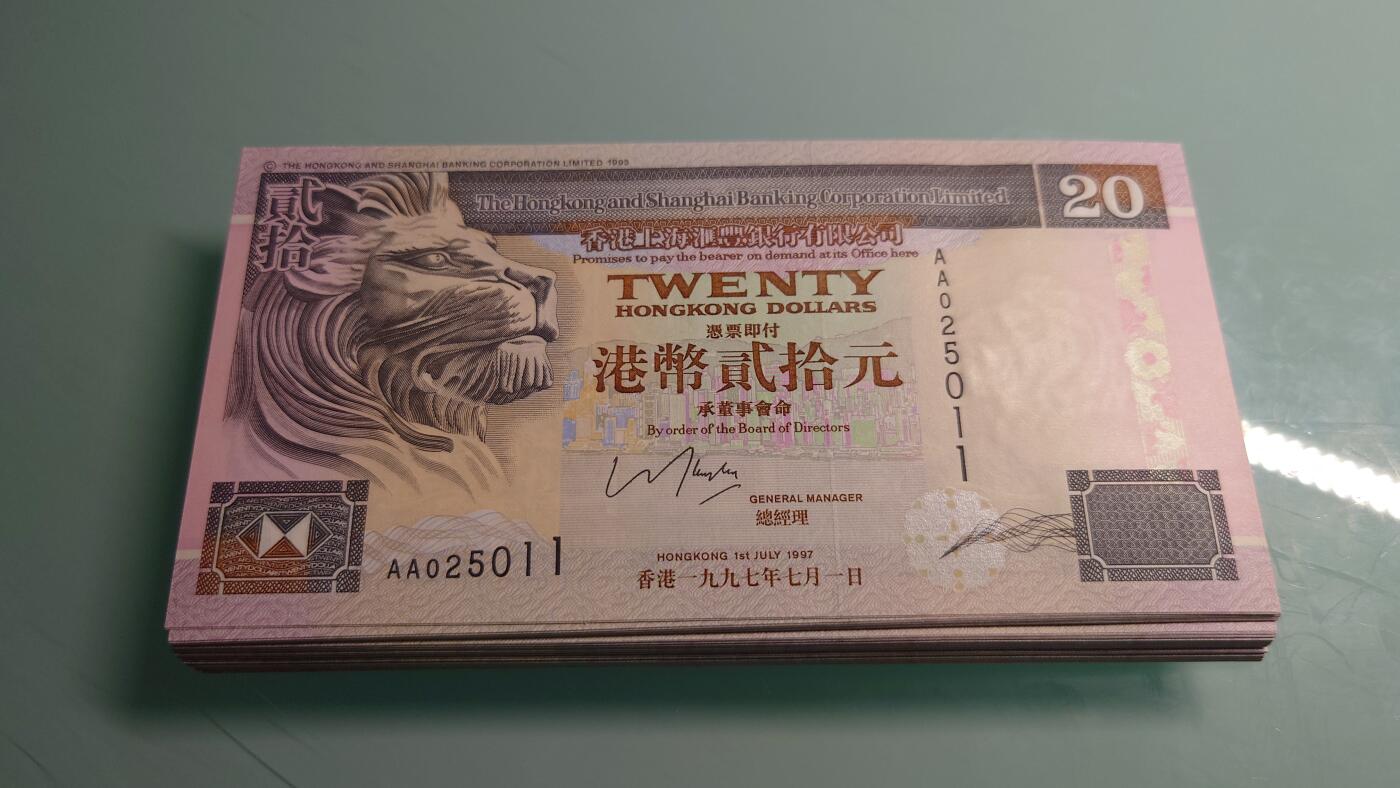 © THE HONGKONG AND SHANGHAI BANKING CORPORATION LIMITED 1995
貳拾
The Hongkong and Shanghai Banking Corporation Limited
20
香港上海滙豐銀行有限公司
Promises to pay the bearer on demand at its Office here
TWENTY
HONGKONG DOLLARS
憑票即付
港幣貳拾元
承董事會命
By order of the Board of Directors
AA025011
GENERAL MANAGER
總經理
AA025011
HONGKONG 1st JULY 1997
香港一九九七年七月一日